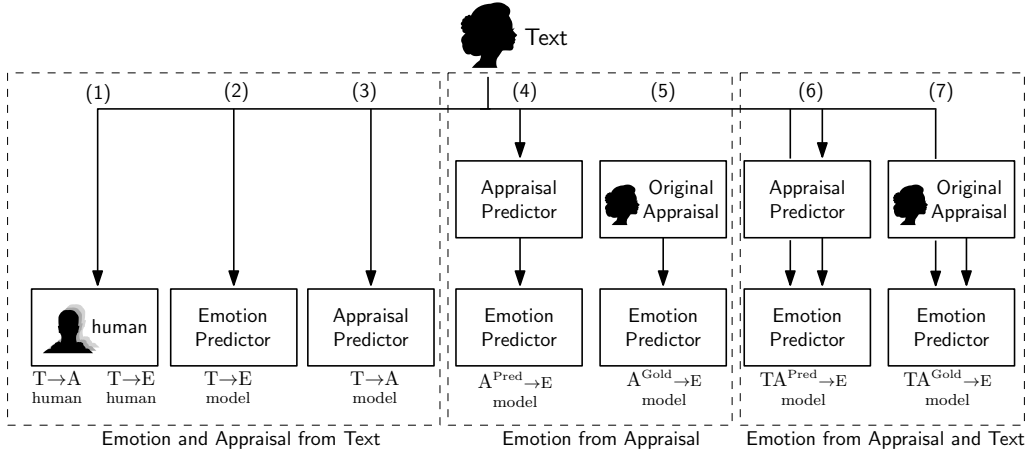 Text
(1) (2) (3) (4) (5) (6) (7)
Appraisal
Predictor
Original
Appraisal
Appraisal
Predictor
Original
Appraisal
human
Emotion
Predictor
Appraisal
Predictor
Emotion
Predictor
Emotion
Predictor
Emotion
Predictor
Emotion
Predictor
T→A
human
T→E
human
T→E
model
T→A
model
A^Pred→E
model
A^Gold→E
model
TA^Pred→E
model
TA^Gold→E
model
Emotion and Appraisal from Text
Emotion from Appraisal
Emotion from Appraisal and Text